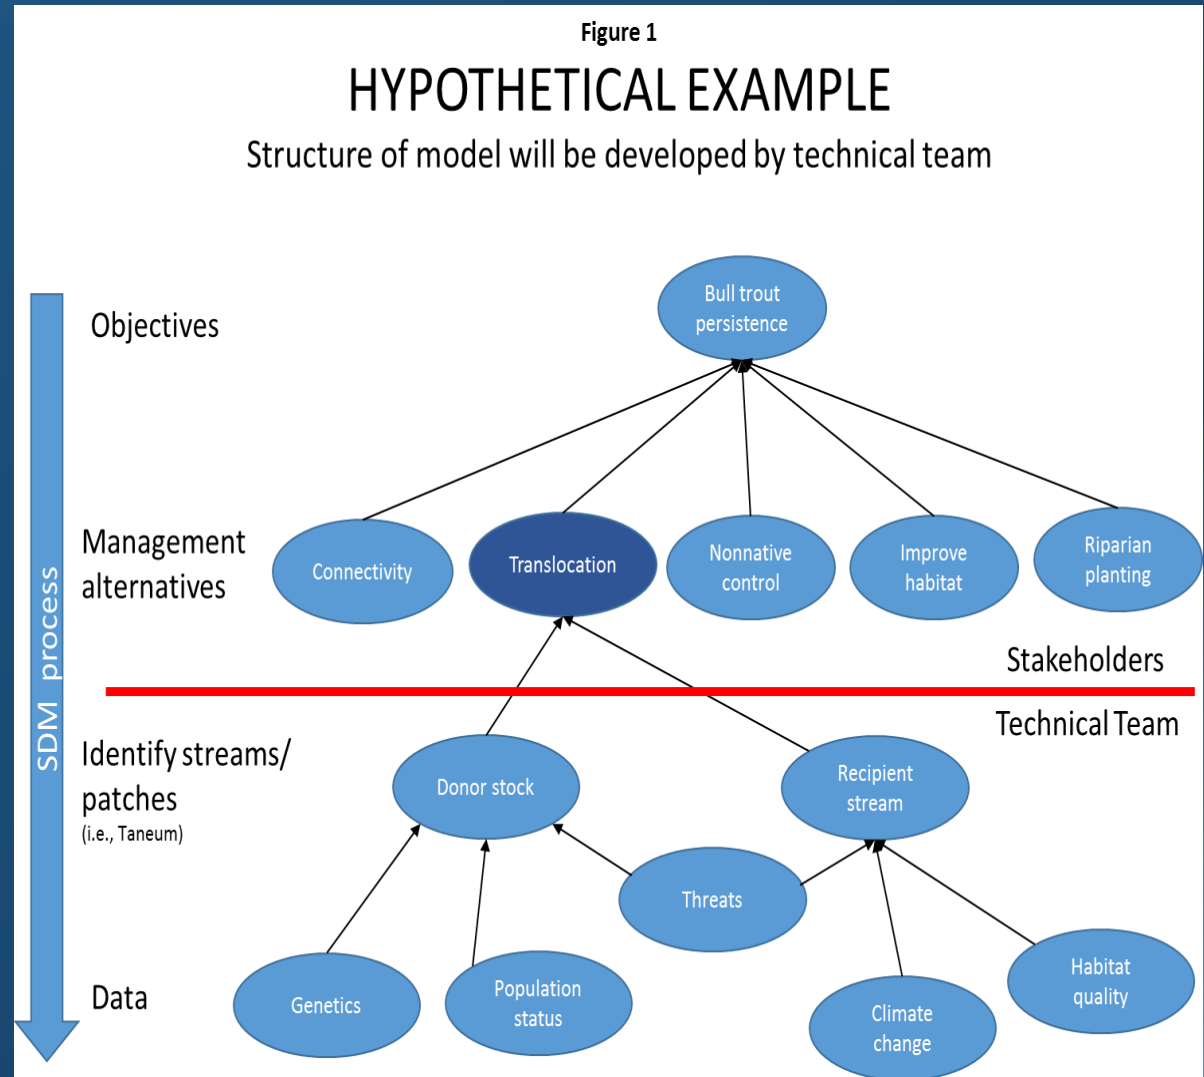 Figure 1
HYPOTHETICAL EXAMPLE
Structure of model will be developed by technical team
Objectives
Bull trout
persistence
Management
alternatives
Connectivity
Translocation
Nonnative
control
Improve
habitat
Riparian
planting
SDM process
Stakeholders
Technical Team
Identify streams/
patches
(i.e., Taneum)
Donor stock
Recipient
stream
Threats
Data
Genetics
Population
status
Climate
change
Habitat
quality